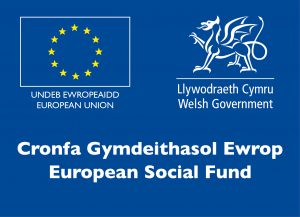 UNDEB EWROPEAIDD
EUROPEAN UNION
Llywodraeth Cymru
Welsh Government
Cronfa Gymdeithasol Ewrop
European Social Fund